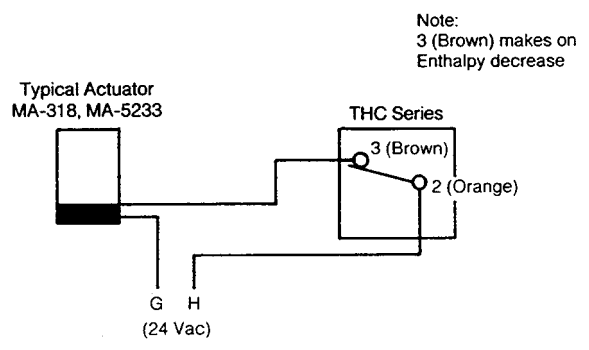 Note:
3 (Brown) makes on
Enthalpy decrease
Typical Actuator
MA-318, MA-5233
THC Series
3 (Brown)
2 (Orange)
G H
(24 Vac)